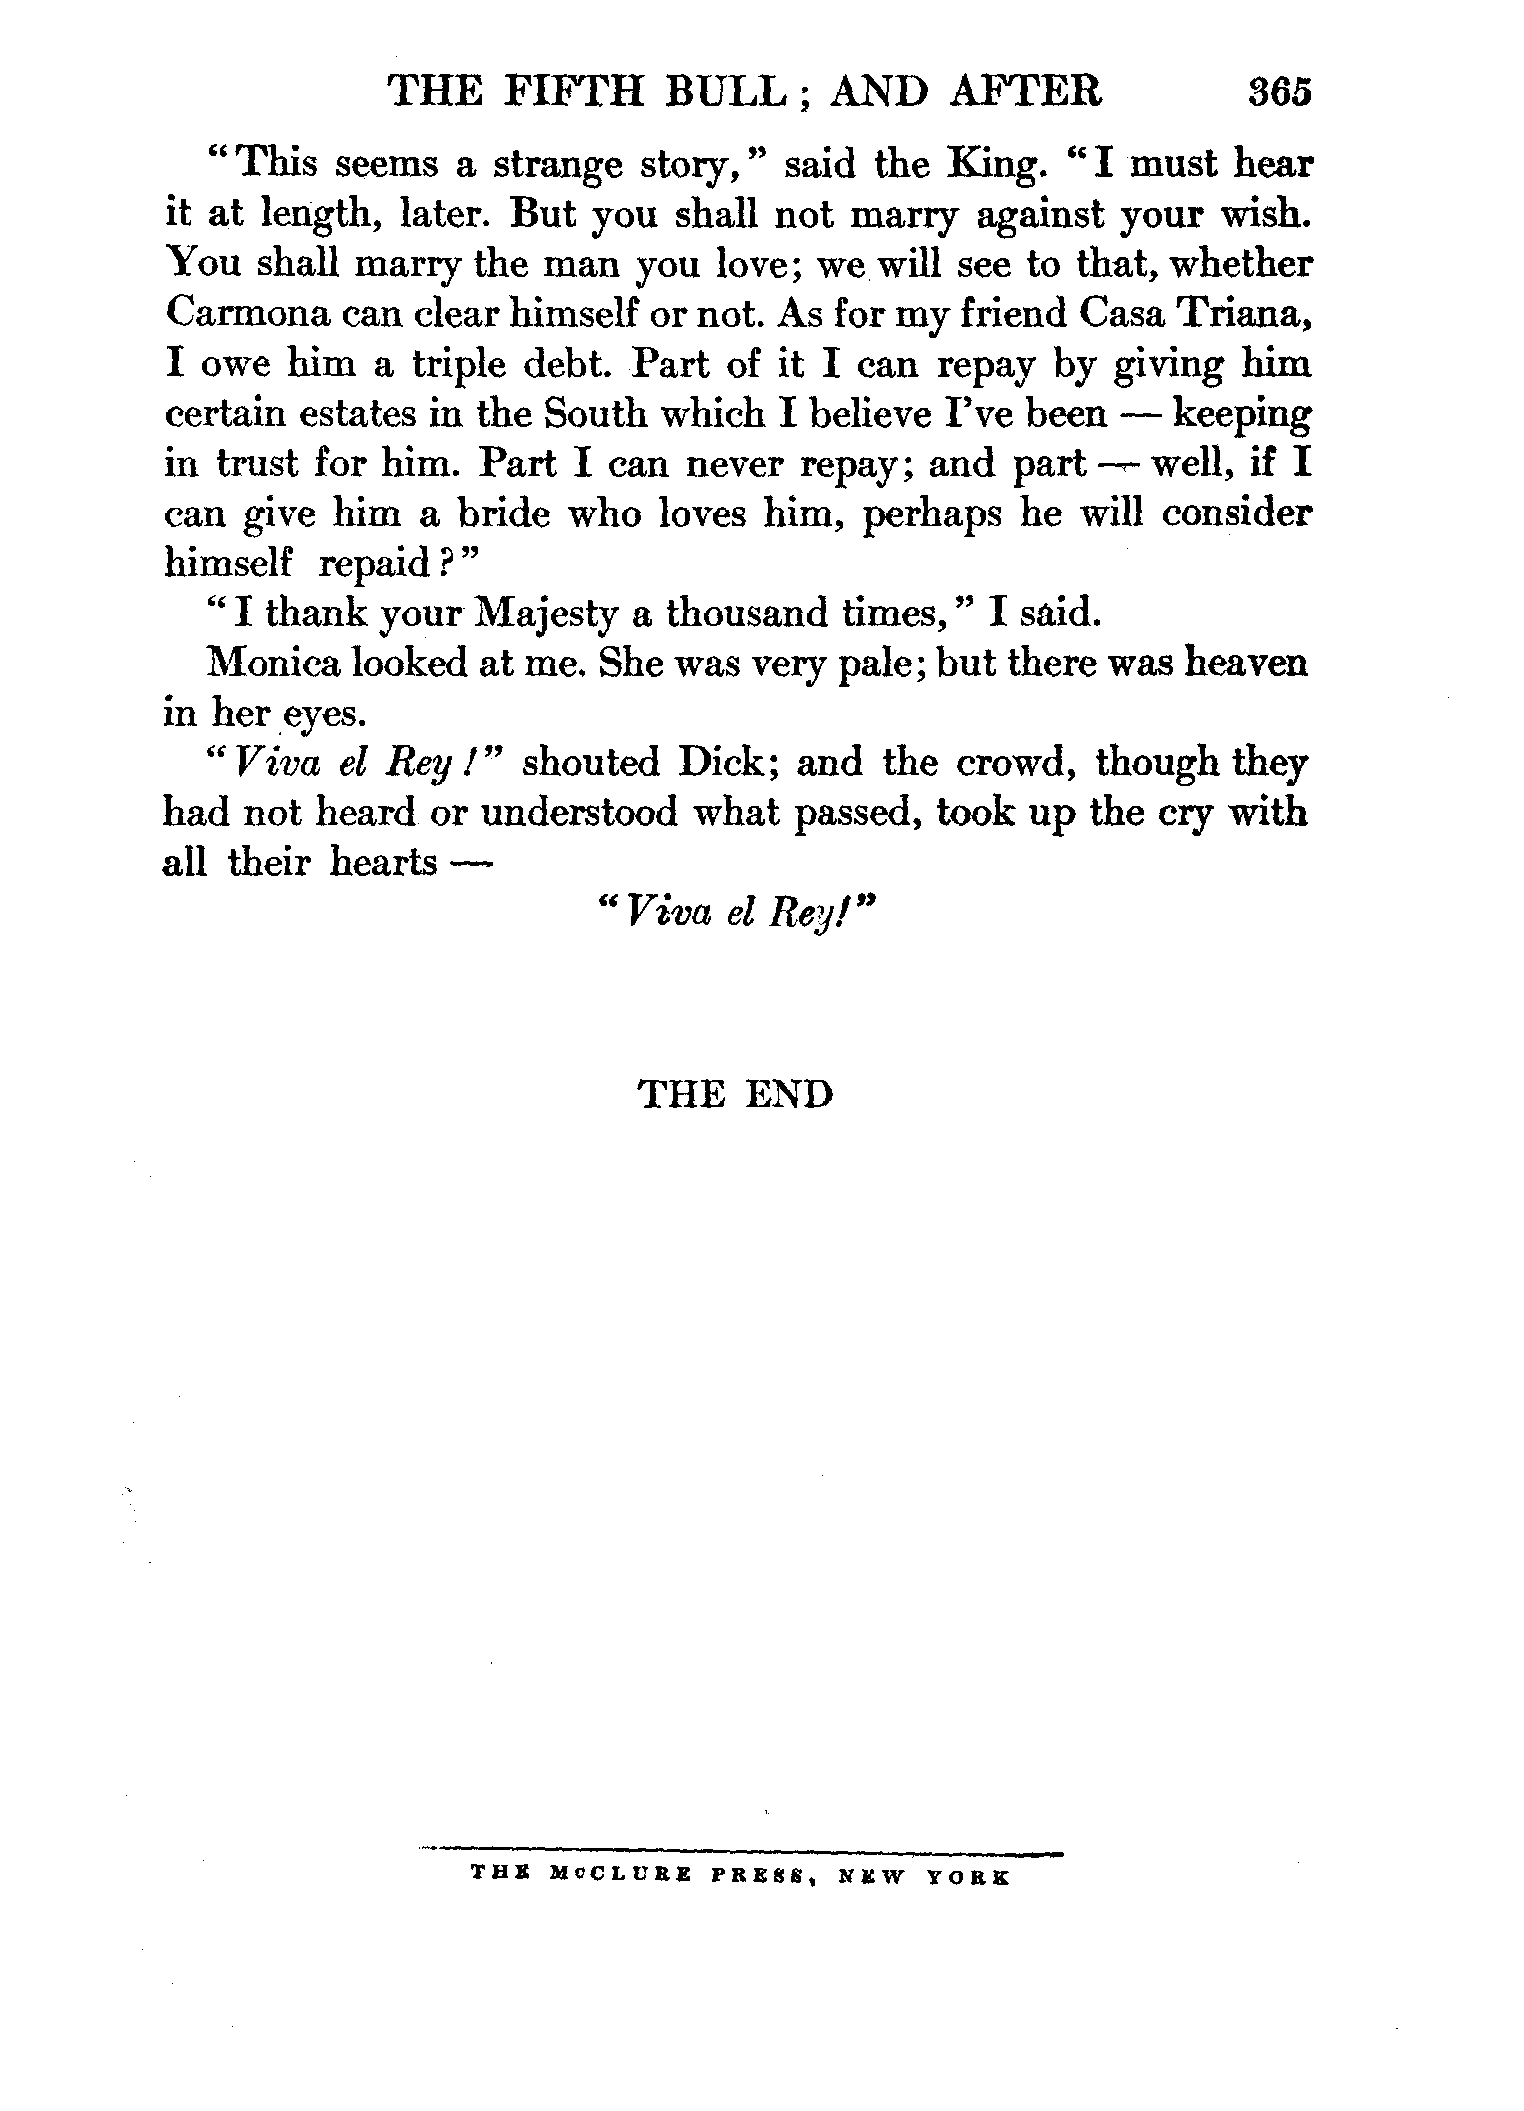 THE FIFTH BULL; AND AFTER 365
"This seems a strange story," said the King. "I must hear
it at length, later. But you shall not marry against your wish.
You shall marry the man you love; we will see to that, whether
Carmona can clear himself or not. As for my friend Casa Triana,
I owe him a triple debt. Part of it I can repay by giving him
certain estates in the South which I believe I've been — keeping
in trust for him. Part I can never repay; and part — well, if I
can give him a bride who loves him, perhaps he will consider
himself repaid?"
"I thank your Majesty a thousand times," I said.
Monica looked at me. She was very pale; but there was heaven
in her eyes.
"Viva el Rey!" shouted Dick; and the crowd, though they
had not heard or understood what passed, took up the cry with
all their hearts —
"Viva el Rey!"
THE END
THE McCLURE PRESS, NEW YORK